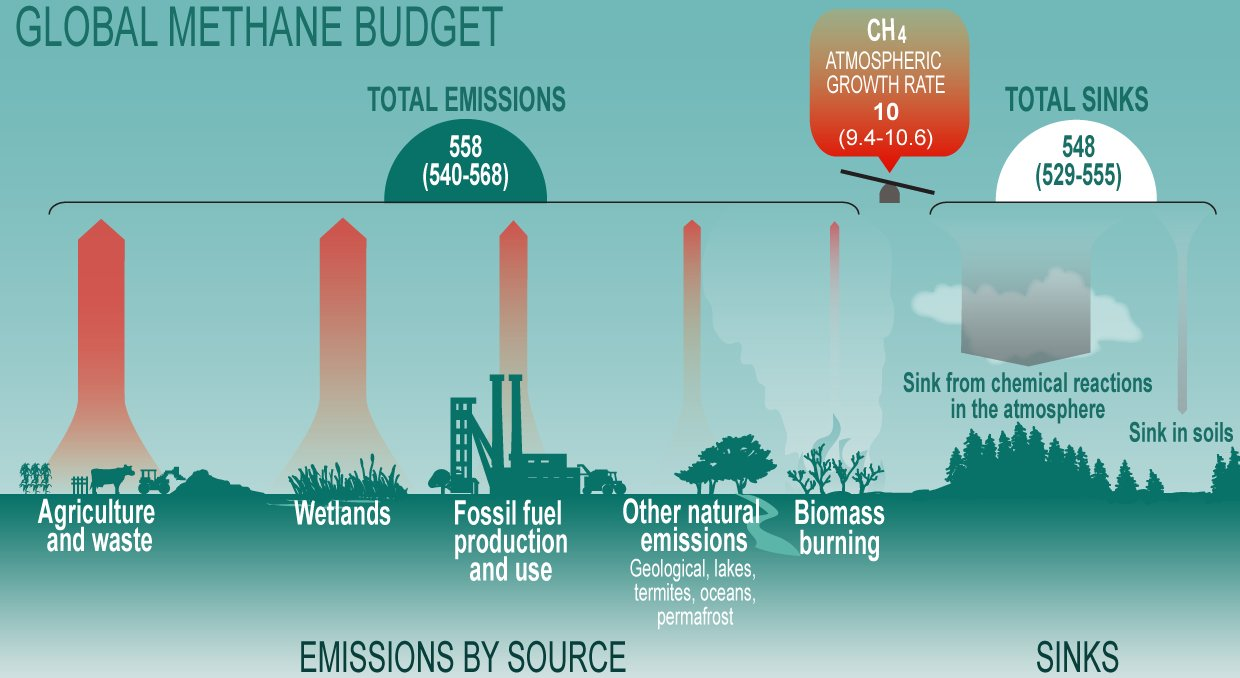 GLOBAL METHANE BUDGET
TOTAL EMISSIONS
558
(540-568)
CH4
ATMOSPHERIC
GROWTH RATE
10
(9.4-10.6)
TOTAL SINKS
548
(529-555)
Sink from chemical reactions
in the atmosphere
Sink in soils
Agriculture
and waste
Wetlands
Fossil fuel
production
and use
Other natural
emissions
Geological, lakes,
termites, oceans,
permafrost
Biomass
burning
EMISSIONS BY SOURCE
SINKS